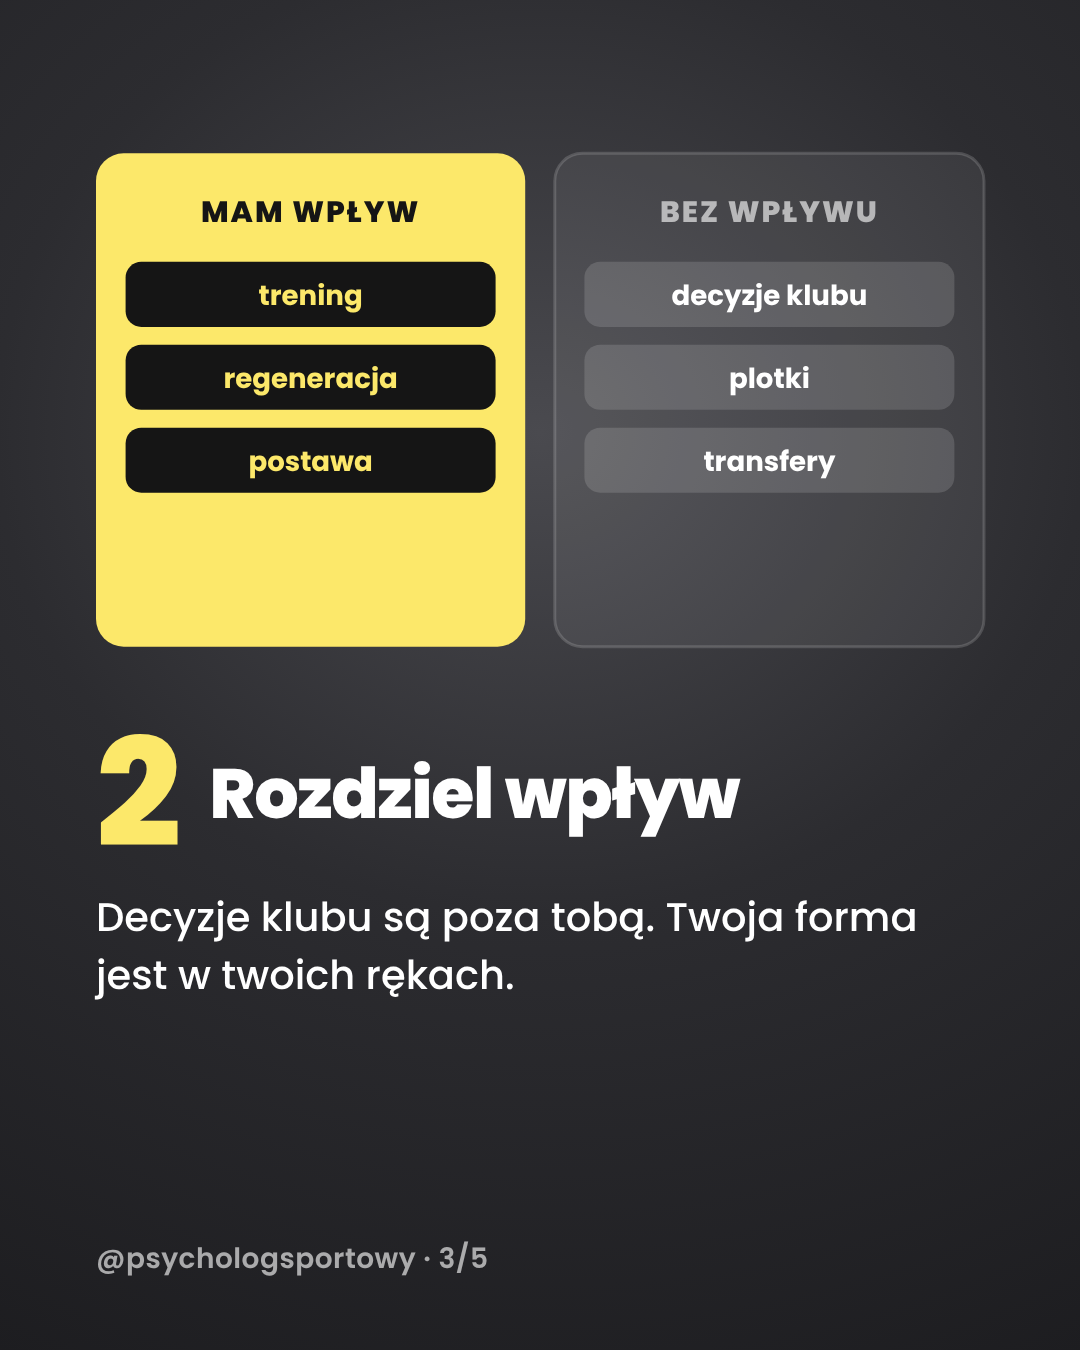 MAM WPŁYW
trening
regeneracja
postawa
BEZ WPŁYWU
decyzje klubu
plotki
transfery
2 Rozdziel wpływ
Decyzje klubu są poza tobą. Twoja forma
jest w twoich rękach.
@psychologsportowy · 3/5